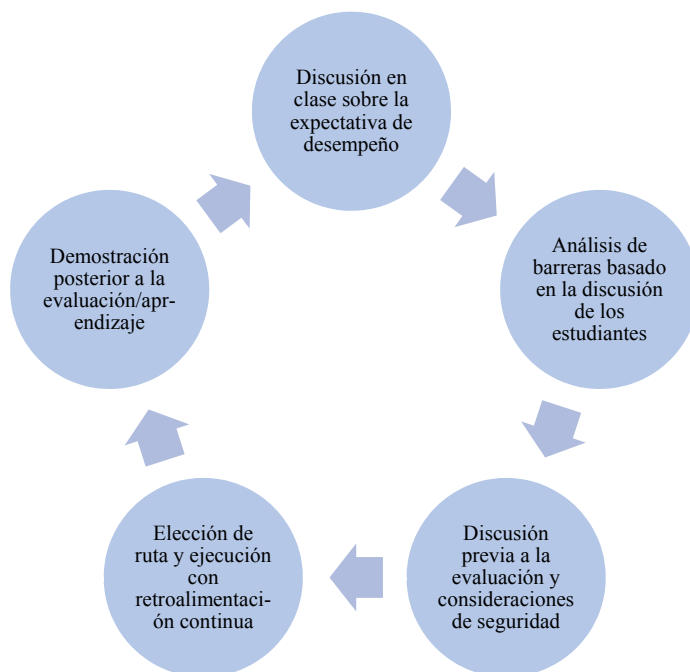 Discusión en
clase sobre la
expectativa de
desempeño
Análisis de
barreras basado
en la discusión
de los
estudiantes
Discusión
previa a la
evaluación y
consideraciones
de seguridad
Elección de
ruta y ejecución
con
retroalimentaci-
ón continua
Demostración
posterior a la
evaluación/apr-
endizaje